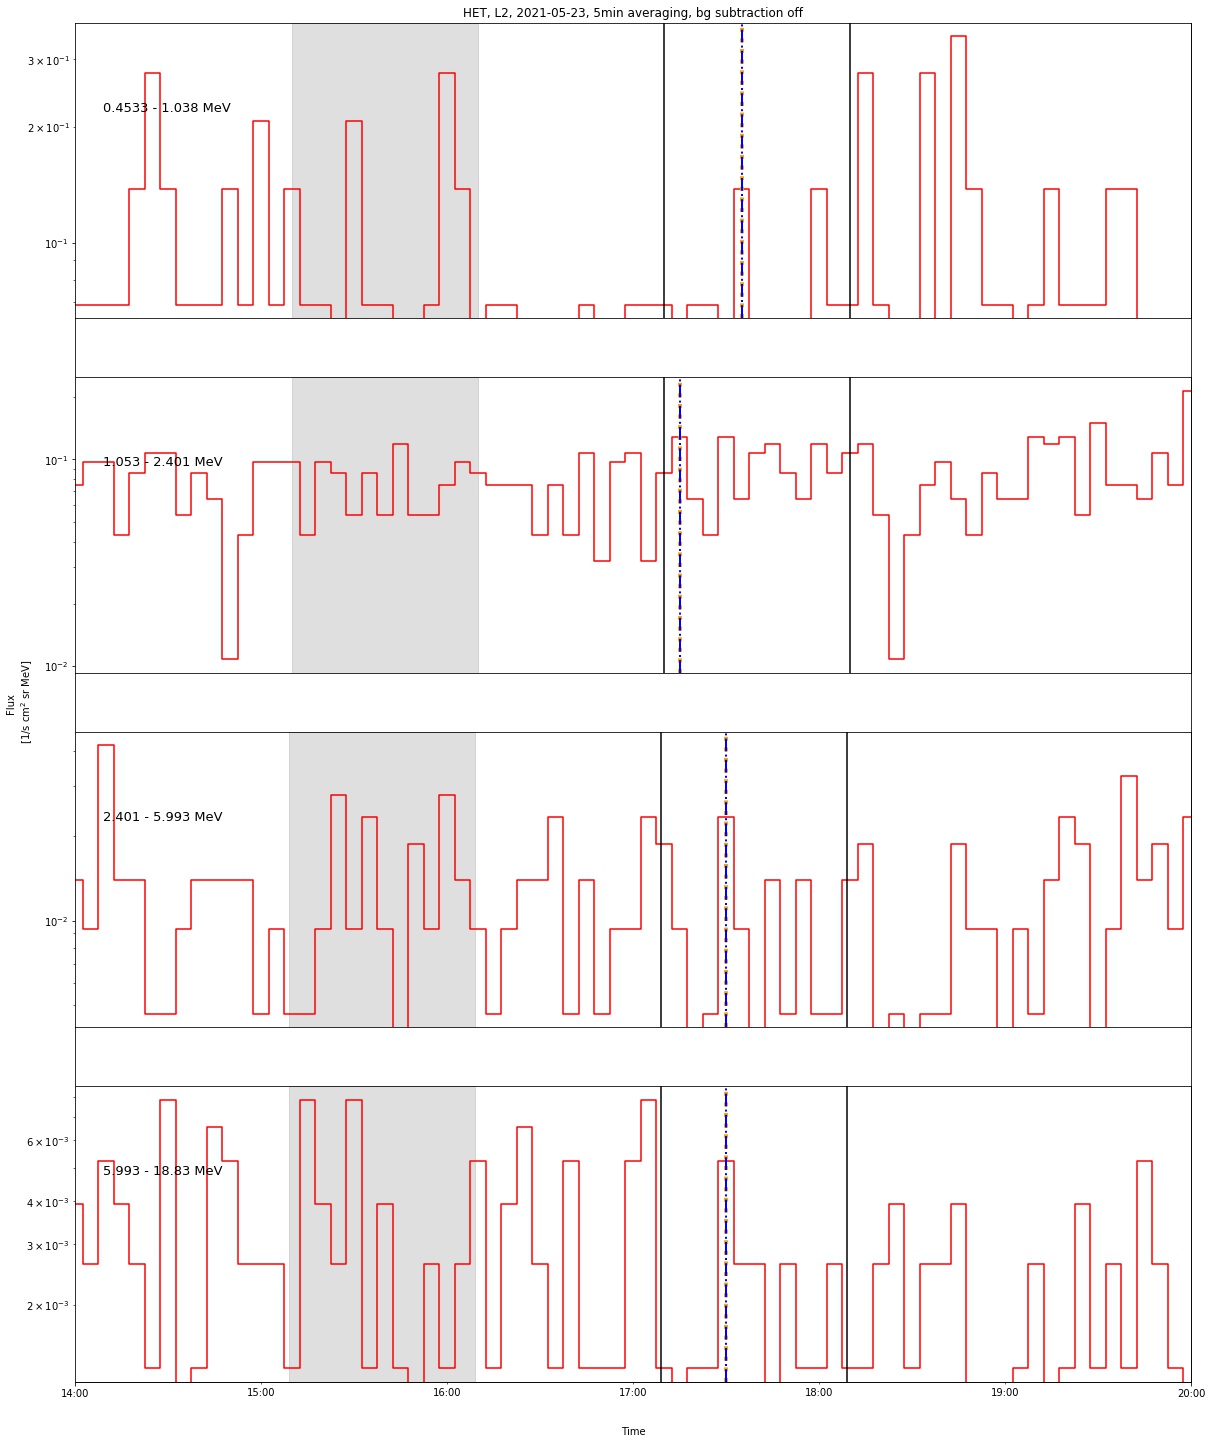 HET, L2, 2021-05-23, 5min averaging, bg subtraction off
3 × 10⁻¹
0.4533 - 1.038 MeV
2 × 10⁻¹
10⁻¹
10⁻¹
1.053 - 2.401 MeV
10⁻²
Flux
[1/s cm² sr MeV]
2.401 - 5.993 MeV
10⁻²
6 × 10⁻³
5.993 - 18.83 MeV
4 × 10⁻³
3 × 10⁻³
2 × 10⁻³
14:00 15:00 16:00 17:00 18:00 19:00 20:00
Time